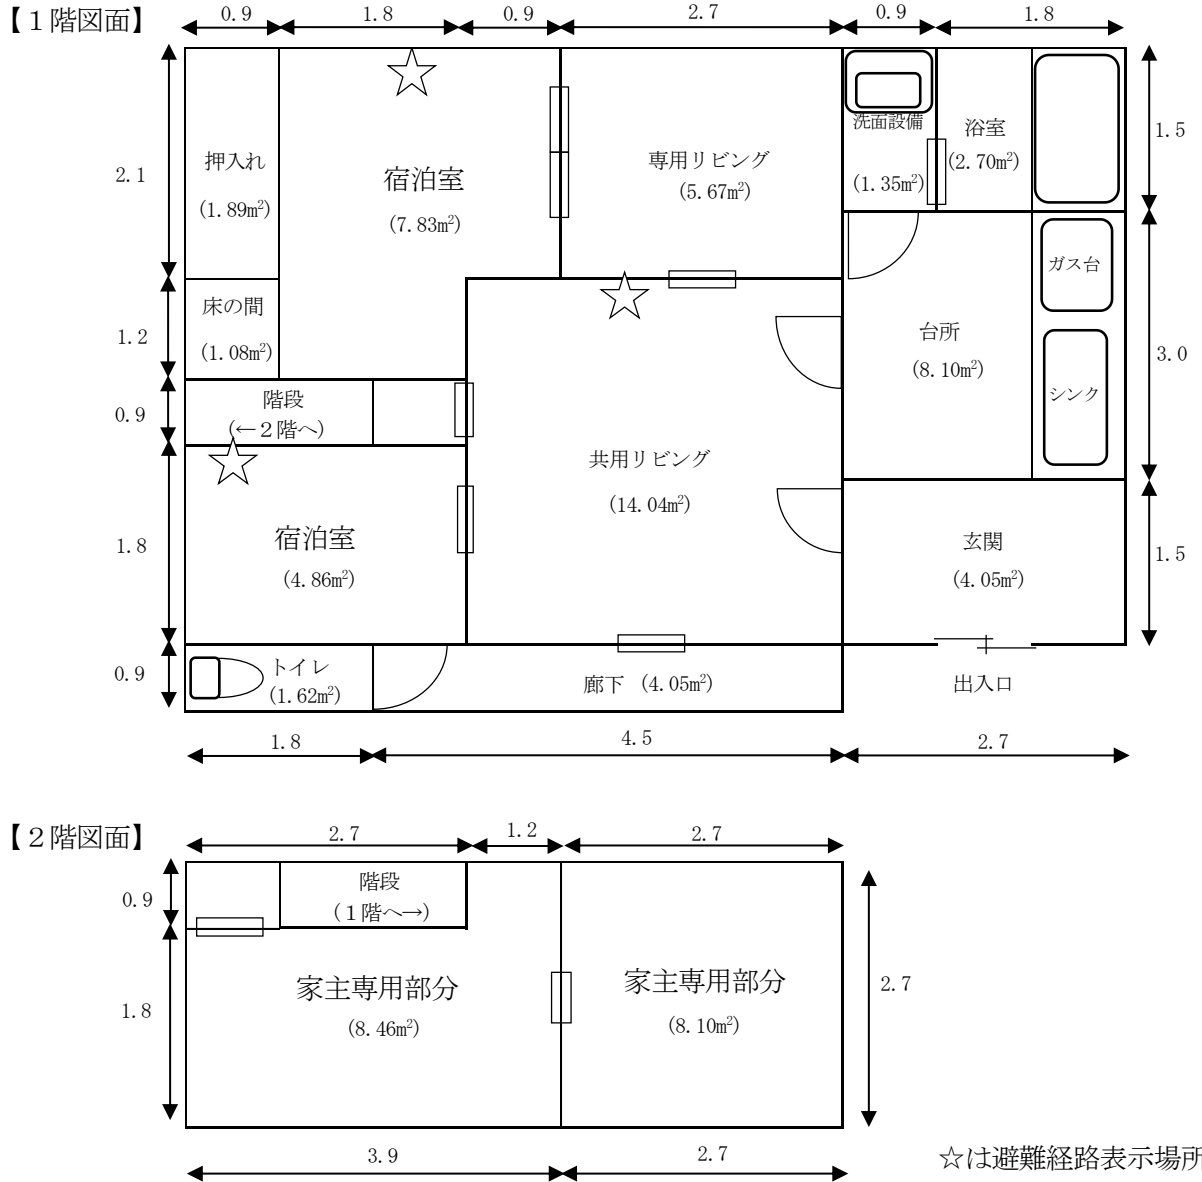 【１階図面】
0.9
1.8
0.9
2.7
0.9
1.8
2.1
1.2
0.9
1.8
0.9
押入れ
(1.89㎡)
宿泊室
(7.83㎡)
専用リビング
(5.67㎡)
洗面設備
(1.35㎡)
浴室
(2.70㎡)
1.5
床の間
(1.08㎡)
ガス台
台所
(8.10㎡)
シンク
3.0
階段
(←２階へ)
共用リビング
(14.04㎡)
宿泊室
(4.86㎡)
玄関
(4.05㎡)
1.5
トイレ
(1.62㎡)
廊下 (4.05㎡)
出入口
1.8
4.5
2.7
【２階図面】
2.7
1.2
2.7
0.9
1.8
階段
(１階へ→)
家主専用部分
(8.46㎡)
家主専用部分
(8.10㎡)
2.7
3.9
2.7
☆は避難経路表示場所